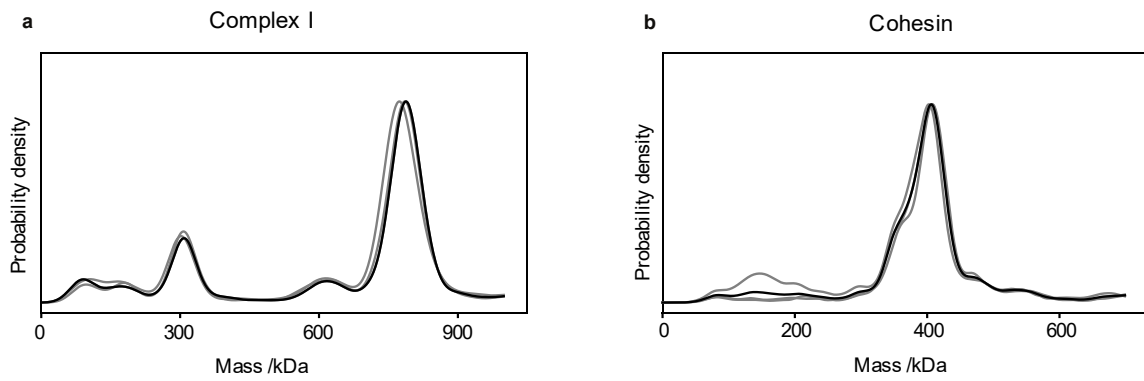 a
Complex I
Probability density
0 300 600 900
Mass /kDa
b
Cohesin
Probability density
0 200 400 600
Mass /kDa